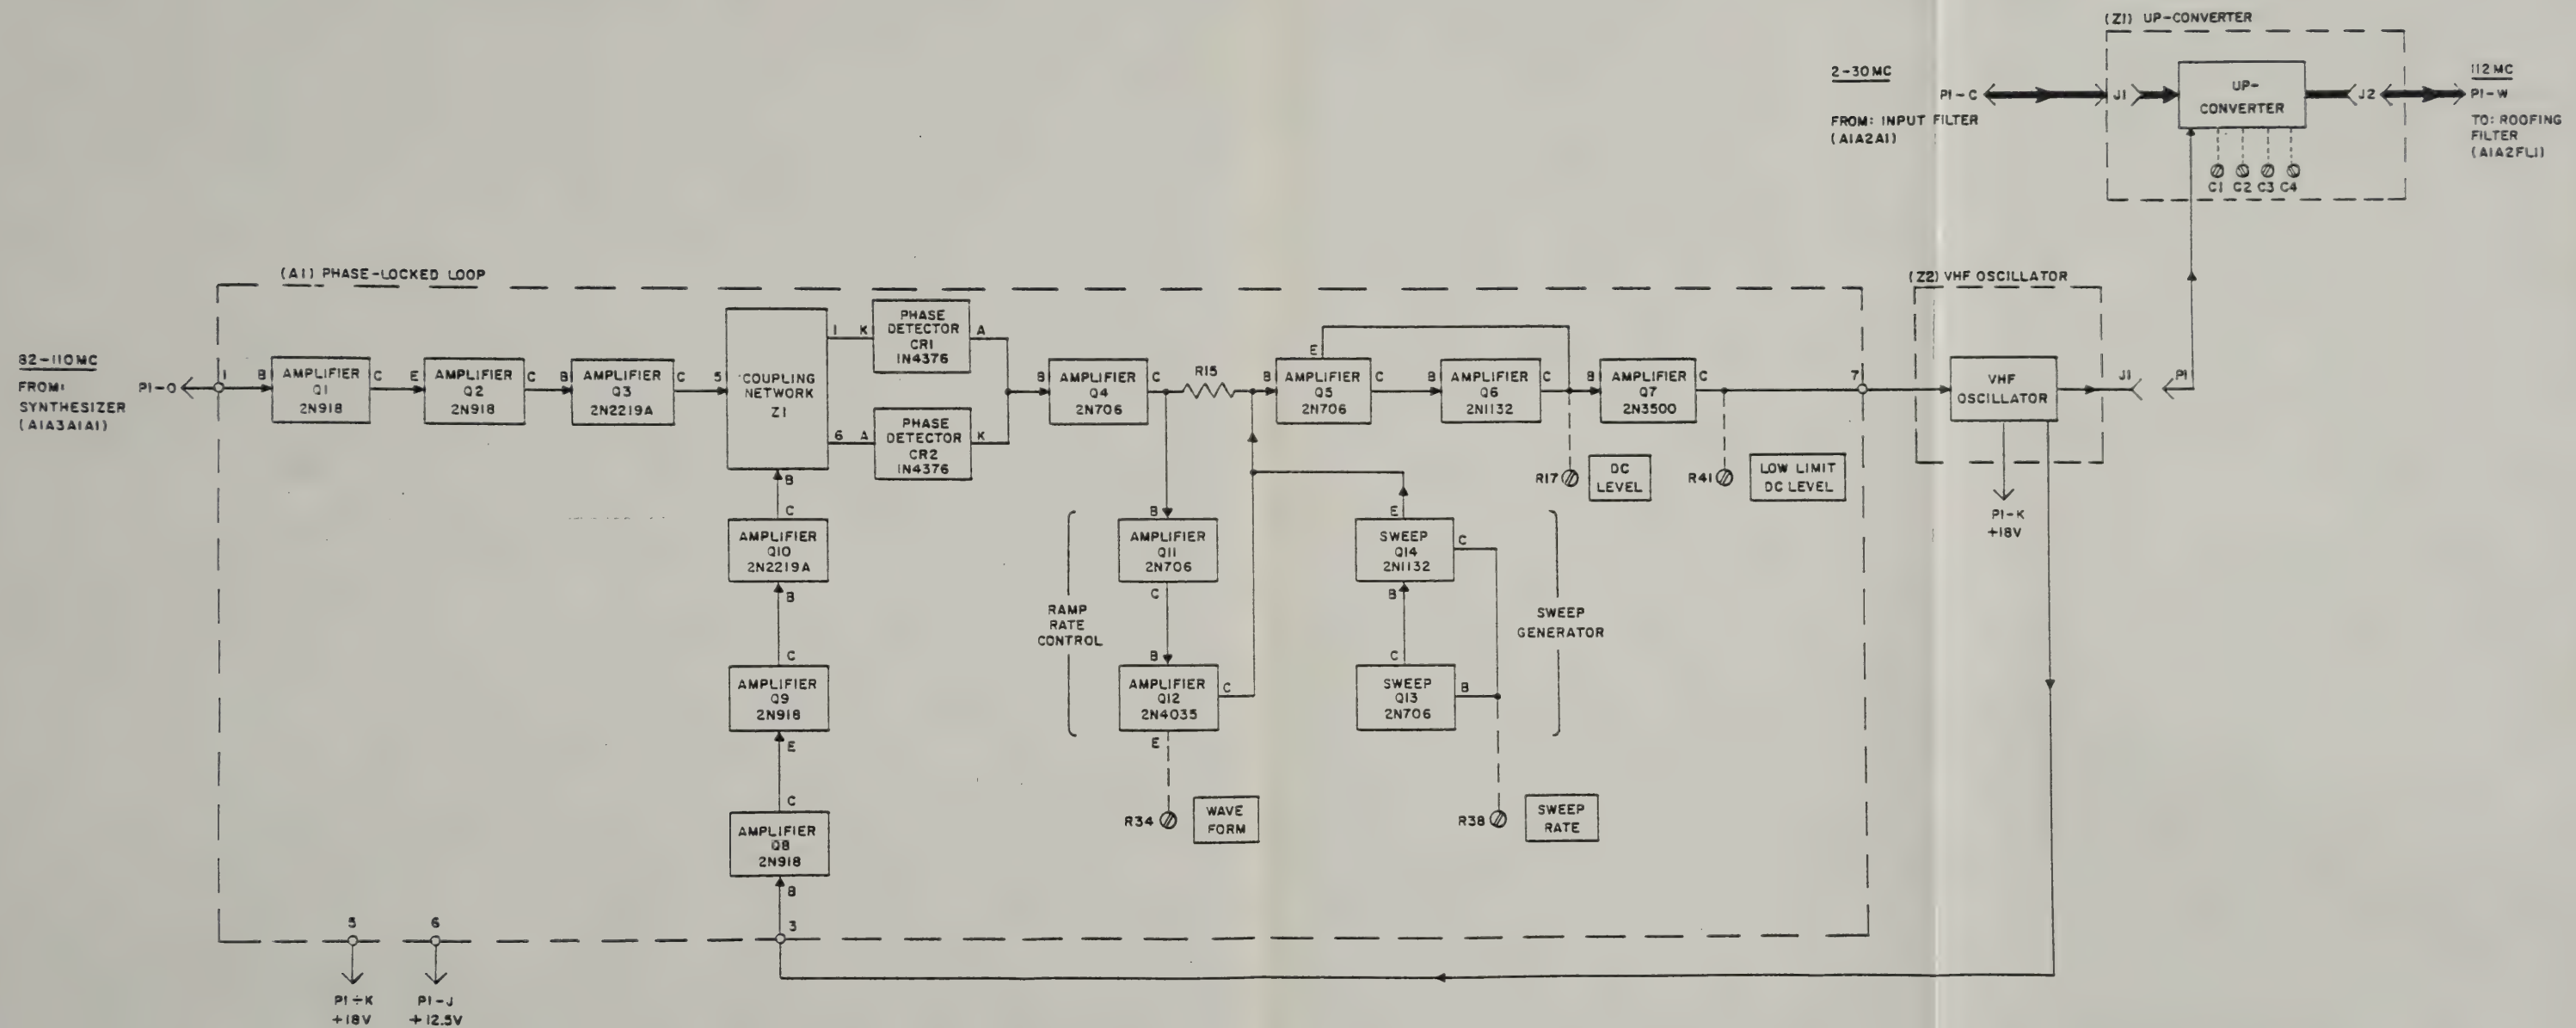 (Z1) UP-CONVERTER
2-30MC
P1-C
FROM: INPUT FILTER
(A1A2A1)
J1
UP-
CONVERTER
J2
112MC
P1-W
TO: ROOFING
FILTER
(A1A2FL1)
C1 C2 C3 C4
(A1) PHASE-LOCKED LOOP
(Z2) VHF OSCILLATOR
82-110MC
FROM:
SYNTHESIZER
(A1A3A1A1)
P1-O
1
B
AMPLIFIER
Q1
2N918
C
E
AMPLIFIER
Q2
2N918
C
B
AMPLIFIER
Q3
2N2219A
C
5
COUPLING
NETWORK
Z1
1
K
PHASE
DETECTOR
CR1
1N4376
A
6
A
PHASE
DETECTOR
CR2
1N4376
K
B
AMPLIFIER
Q4
2N706
C
R15
B
E
AMPLIFIER
Q5
2N706
C
B
AMPLIFIER
Q6
2N1132
C
B
AMPLIFIER
Q7
2N3500
C
7
VHF
OSCILLATOR
J1
P1
R17
DC
LEVEL
R41
LOW LIMIT
DC LEVEL
P1-K
+18V
B
C
AMPLIFIER
Q10
2N2219A
B
C
AMPLIFIER
Q9
2N918
E
C
AMPLIFIER
Q8
2N918
B
3
RAMP
RATE
CONTROL
B
AMPLIFIER
Q11
2N706
C
B
AMPLIFIER
Q12
2N4035
C
E
R34
WAVE
FORM
E
SWEEP
Q14
2N1132
C
B
C
SWEEP
Q13
2N706
B
SWEEP
GENERATOR
R38
SWEEP
RATE
5
6
P1-K
+18V
P1-J
+12.5V